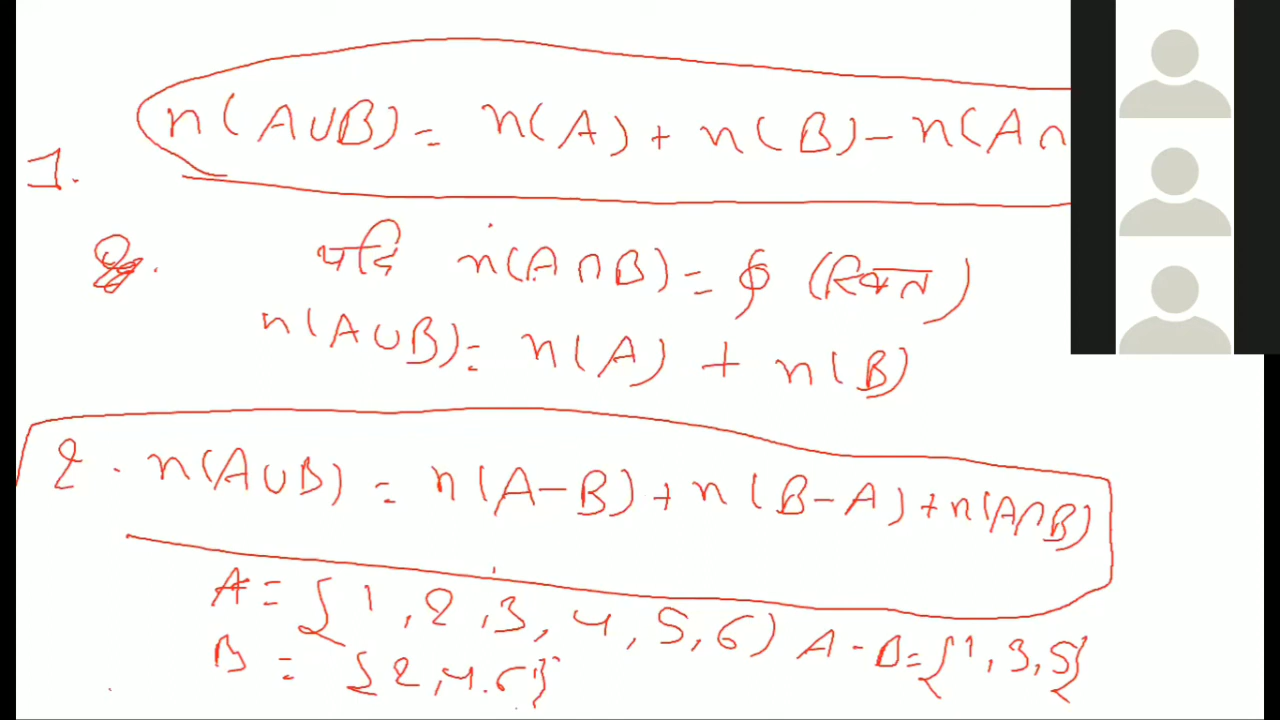 n(A∪B) = n(A) + n(B) - n(A∩
1.
यदि n(A∩B) = ϕ (रिक्त)
n(A∪B) = n(A) + n(B)
2. n(A∪B) = n(A-B) + n(B-A) + n(A∩B)
A = {1, 2, 3, 4, 5, 6) A-B = {1, 3, 5}
B = {2, 4. 6}